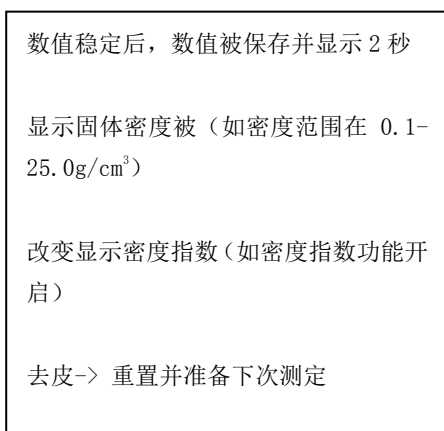 数值稳定后，数值被保存并显示 2 秒
显示固体密度被（如密度范围在 0.1-
25.0g/cm³）
改变显示密度指数（如密度指数功能开
启）
去皮-> 重置并准备下次测定